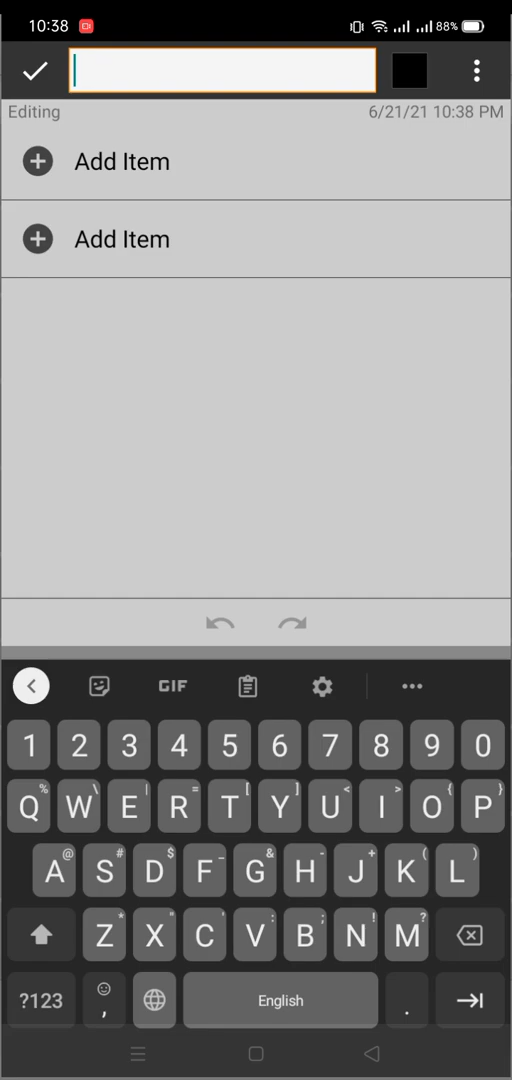 10:38 88%
Editing 6/21/21 10:38 PM
Add Item
Add Item
GIF
1 2 3 4 5 6 7 8 9 0
% \ | = [ ] < > { }
Q W E R T Y U I O P
@ # $ _ & - + ( )
A S D F G H J K L
* " ' : ; ! ?
Z X C V B N M
?123 , English .